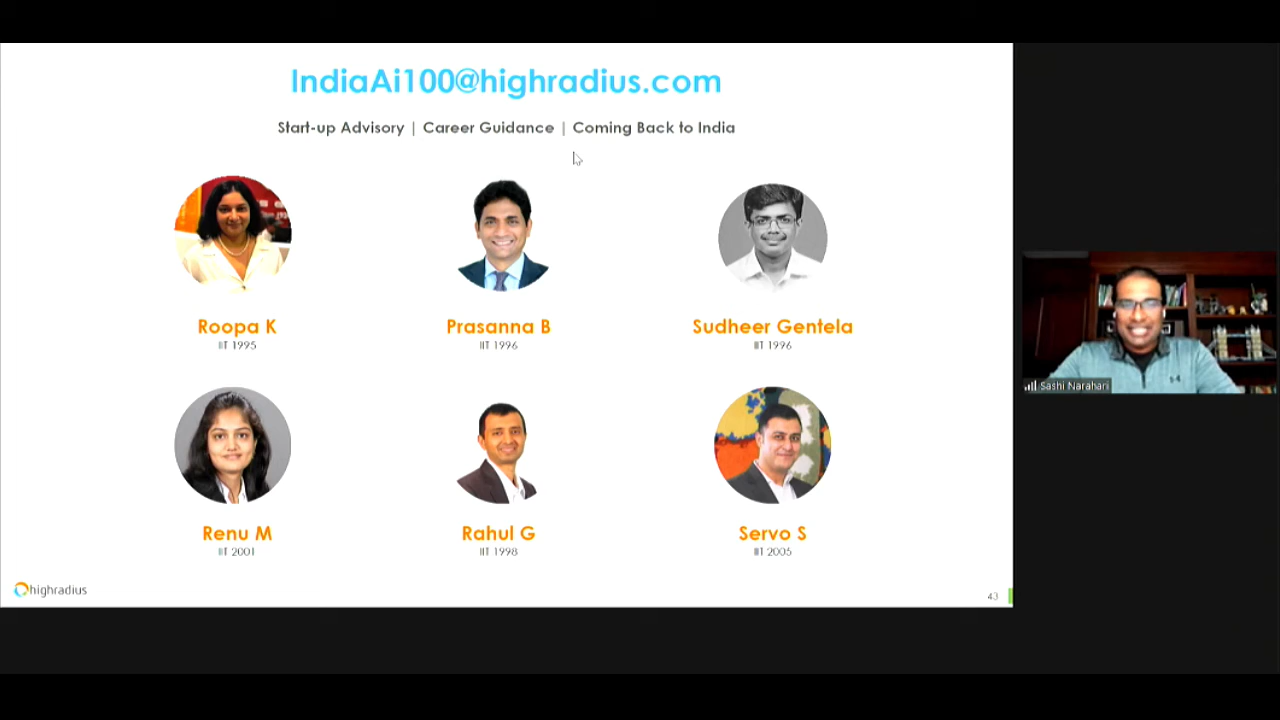 IndiaAi100@highradius.com
Start-up Advisory | Career Guidance | Coming Back to India
Roopa K
IIT 1995
Prasanna B
IIT 1996
Sudheer Gentela
IIT 1996
Sashi Narahari
Renu M
IIT 2001
Rahul G
IIT 1998
Servo S
IIT 2005
highradius
43